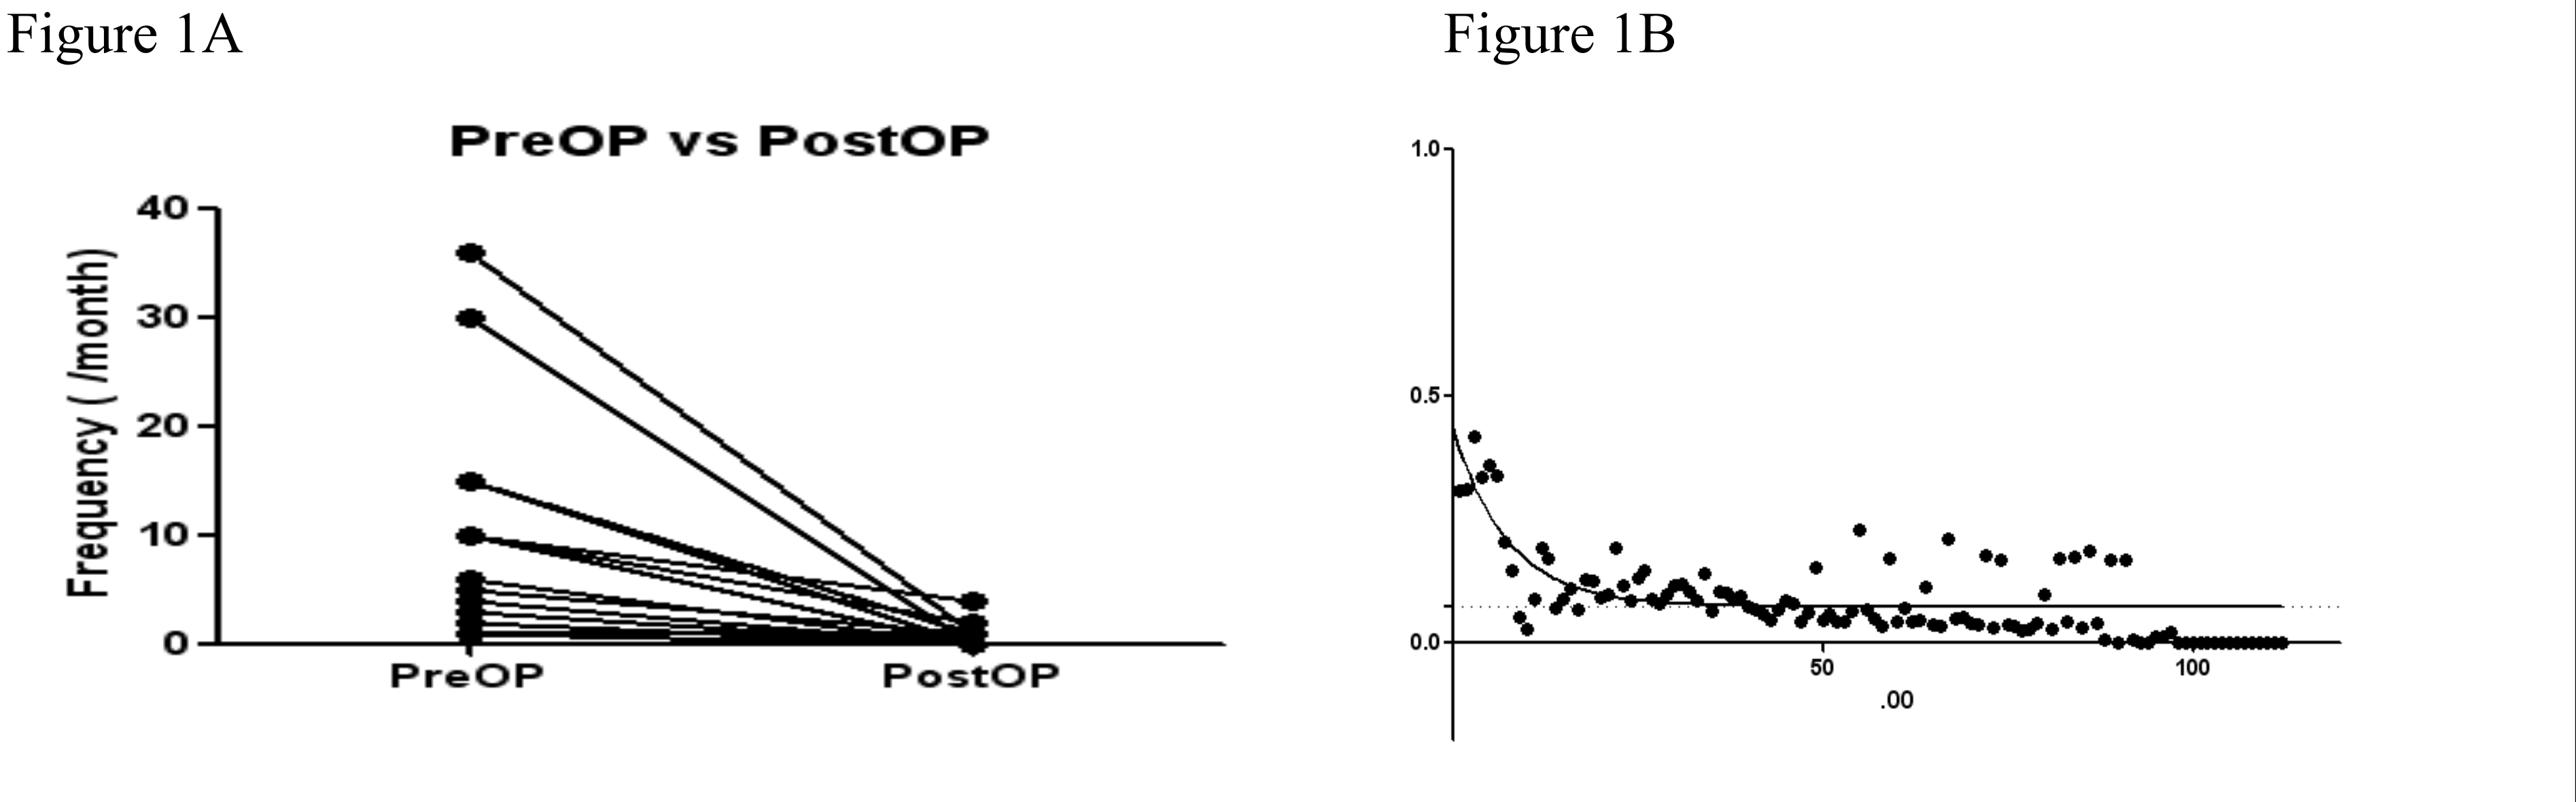 Figure 1A
Figure 1B
PreOP vs PostOP
Frequency ( /month)
40
30
20
10
0
PreOP
PostOP
1.0
0.5
0.0
50
100
.00